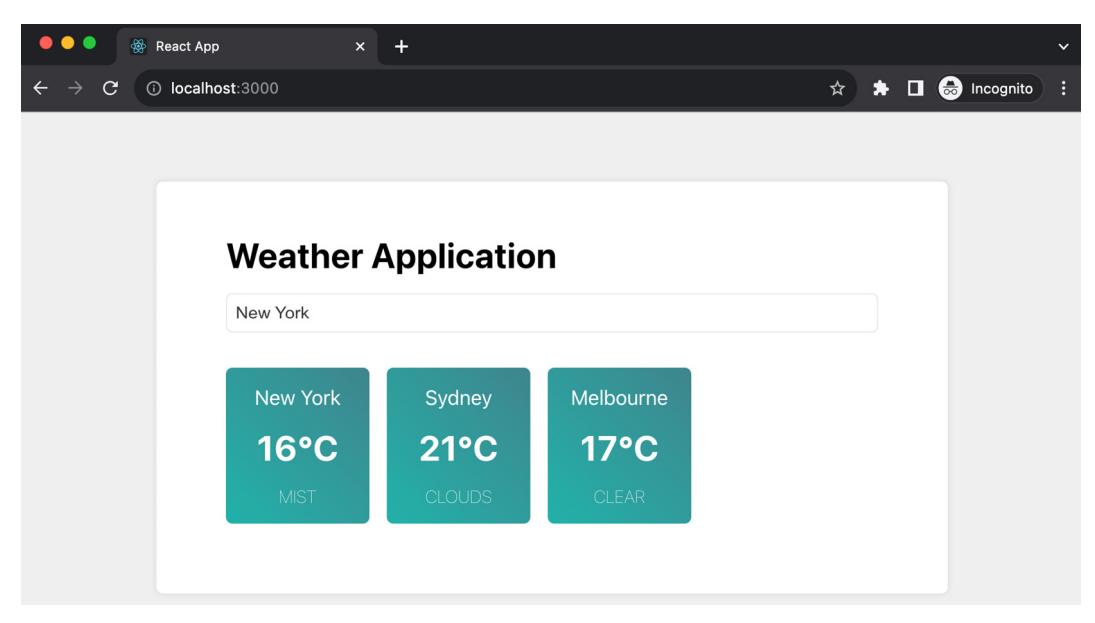 React App
localhost:3000
Incognito
Weather Application
New York
New York
16°C
MIST
Sydney
21°C
CLOUDS
Melbourne
17°C
CLEAR